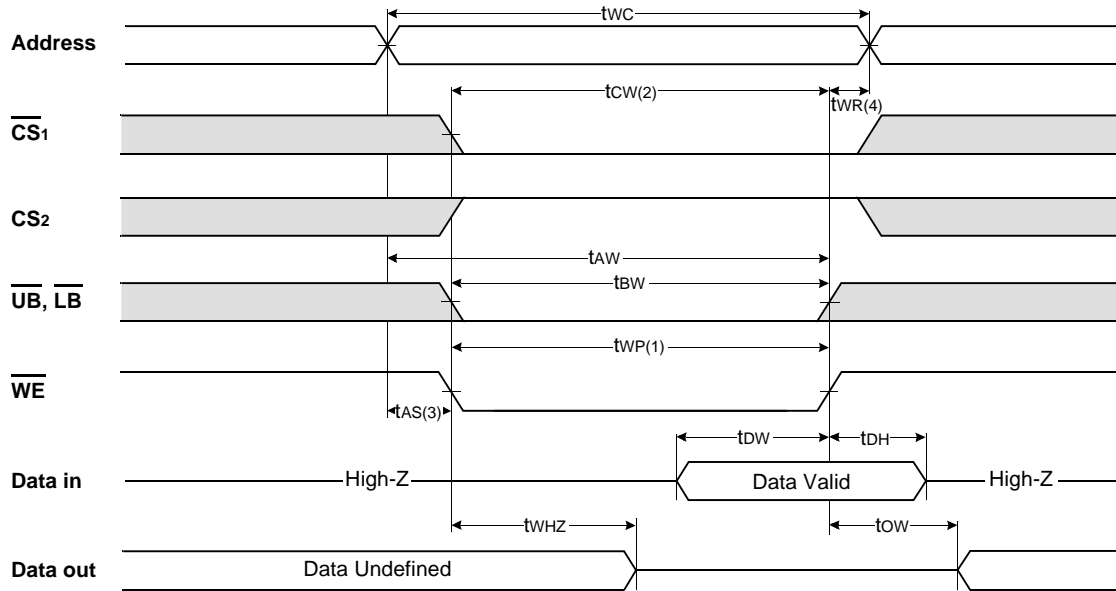 tWC
Address
tCW(2)
tWR(4)
CS1
CS2
tAW
tBW
UB, LB
tWP(1)
WE
tAS(3)
tDW
tDH
Data in
High-Z
Data Valid
High-Z
tWHZ
tOW
Data out
Data Undefined